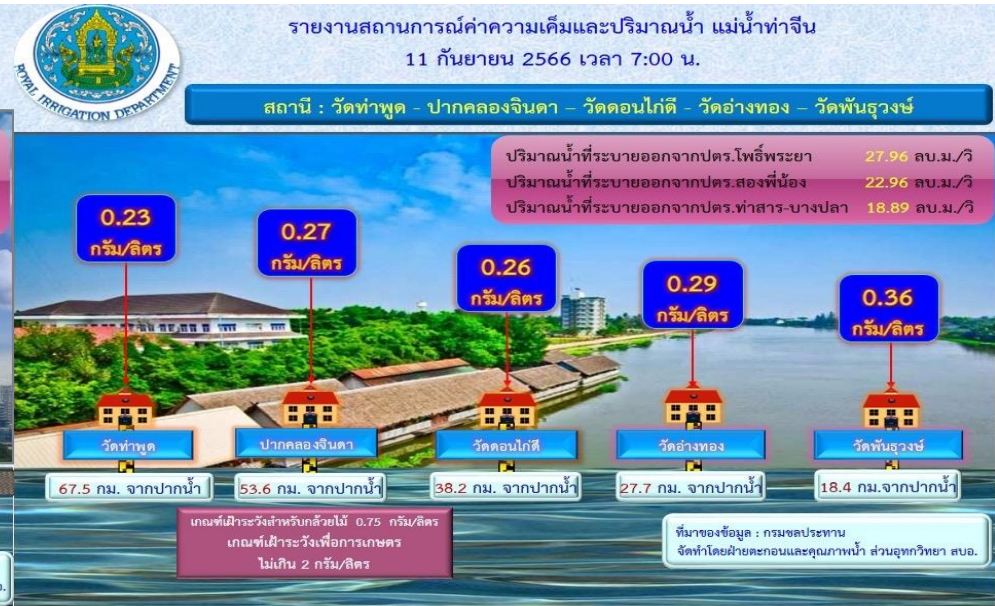 ROYAL IRRIGATION DEPARTMENT
รายงานสถานการณ์ค่าความเค็มและปริมาณน้ำ แม่น้ำท่าจีน
11 กันยายน 2566 เวลา 7:00 น.
สถานี : วัดท่าพูด - ปากคลองจินดา – วัดดอนไก่ดี - วัดอ่างทอง – วัดพันธุวงษ์
ปริมาณน้ำที่ระบายออกจากปตร.โพธิ์พระยา 27.96 ลบ.ม./วิ
ปริมาณน้ำที่ระบายออกจากปตร.สองพี่น้อง 22.96 ลบ.ม./วิ
ปริมาณน้ำที่ระบายออกจากปตร.ท่าสาร-บางปลา 18.89 ลบ.ม./วิ
0.23
กรัม/ลิตร
0.27
กรัม/ลิตร
0.26
กรัม/ลิตร
0.29
กรัม/ลิตร
0.36
กรัม/ลิตร
วัดท่าพูด
ปากคลองจินดา
วัดดอนไก่ดี
วัดอ่างทอง
วัดพันธุวงษ์
67.5 กม. จากปากน้ำ
53.6 กม. จากปากน้ำ
38.2 กม. จากปากน้ำ
27.7 กม. จากปากน้ำ
18.4 กม.จากปากน้ำ
เกณฑ์เฝ้าระวังสำหรับกล้วยไม้ 0.75 กรัม/ลิตร
เกณฑ์เฝ้าระวังเพื่อการเกษตร
ไม่เกิน 2 กรัม/ลิตร
ที่มาของข้อมูล : กรมชลประทาน
จัดทำโดยฝ่ายตะกอนและคุณภาพน้ำ ส่วนอุทกวิทยา สบอ.